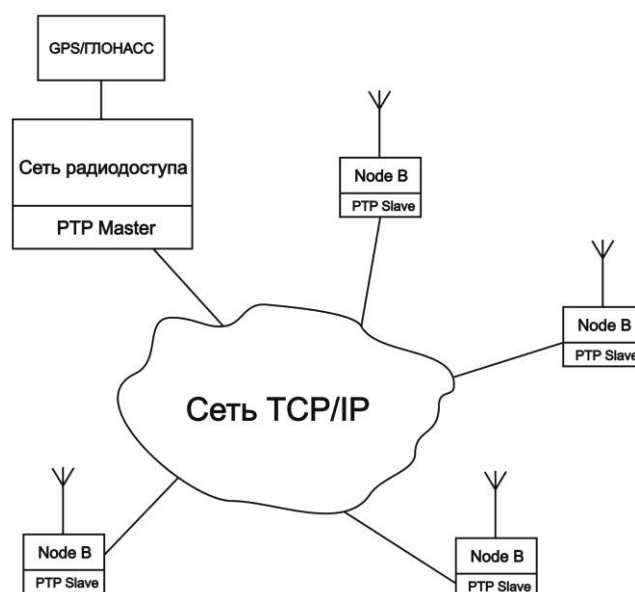 GPS/ГЛОНАСС
Сеть радиодоступа
PTP Master
Node B
PTP Slave
Node B
PTP Slave
Сеть TCP/IP
Node B
PTP Slave
Node B
PTP Slave